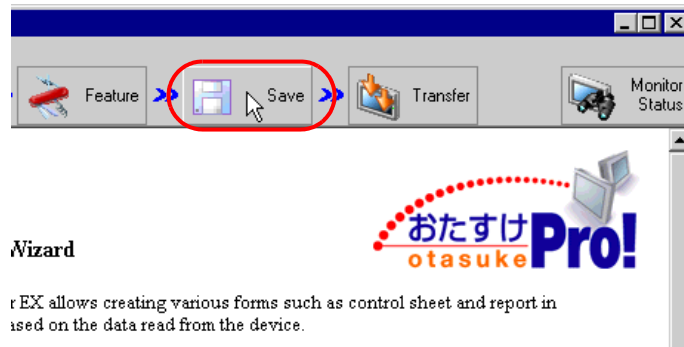 Feature
Save
Transfer
Monitor
Status
おたすけ
otasuke
Pro!
Wizard
r EX allows creating various forms such as control sheet and report in
ased on the data read from the device.